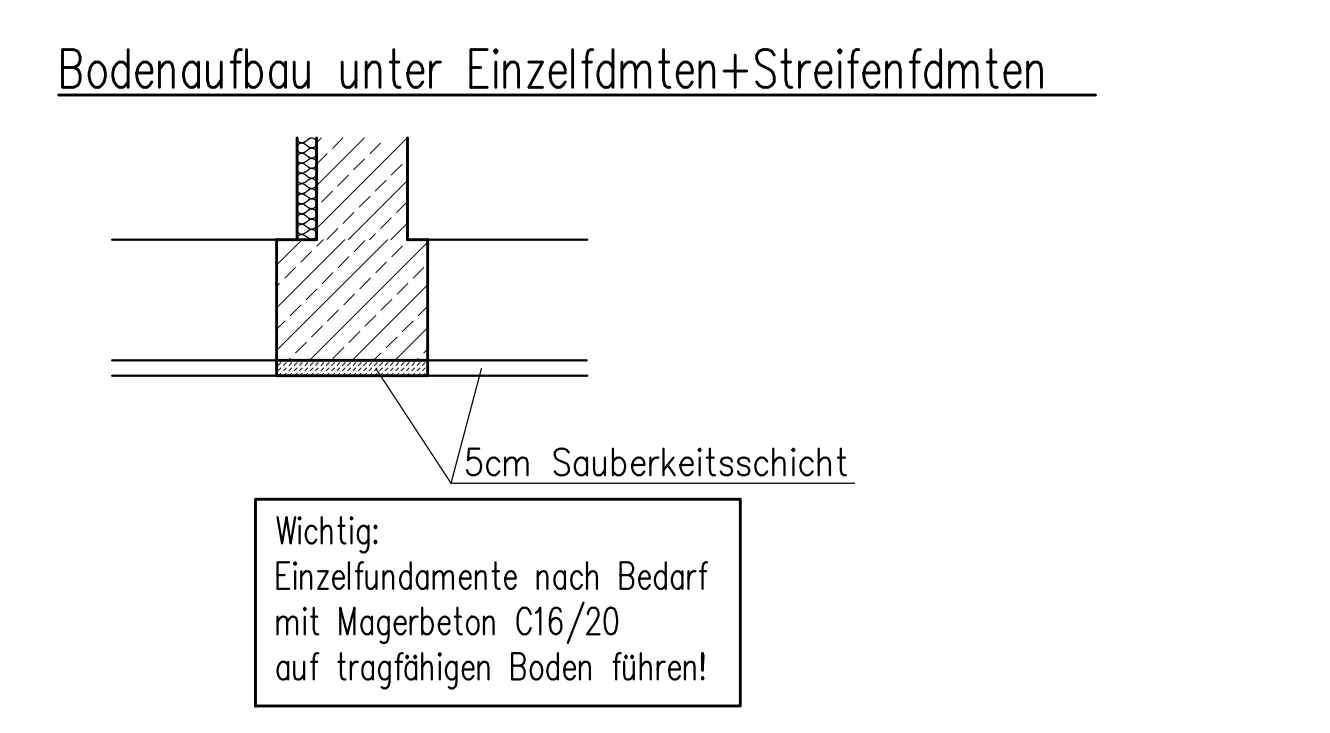 Bodenaufbau unter Einzelfdmten+Streifenfdmten
5cm Sauberkeitsschicht
Wichtig:
Einzelfundamente nach Bedarf
mit Magerbeton C16/20
auf tragfähigen Boden führen!